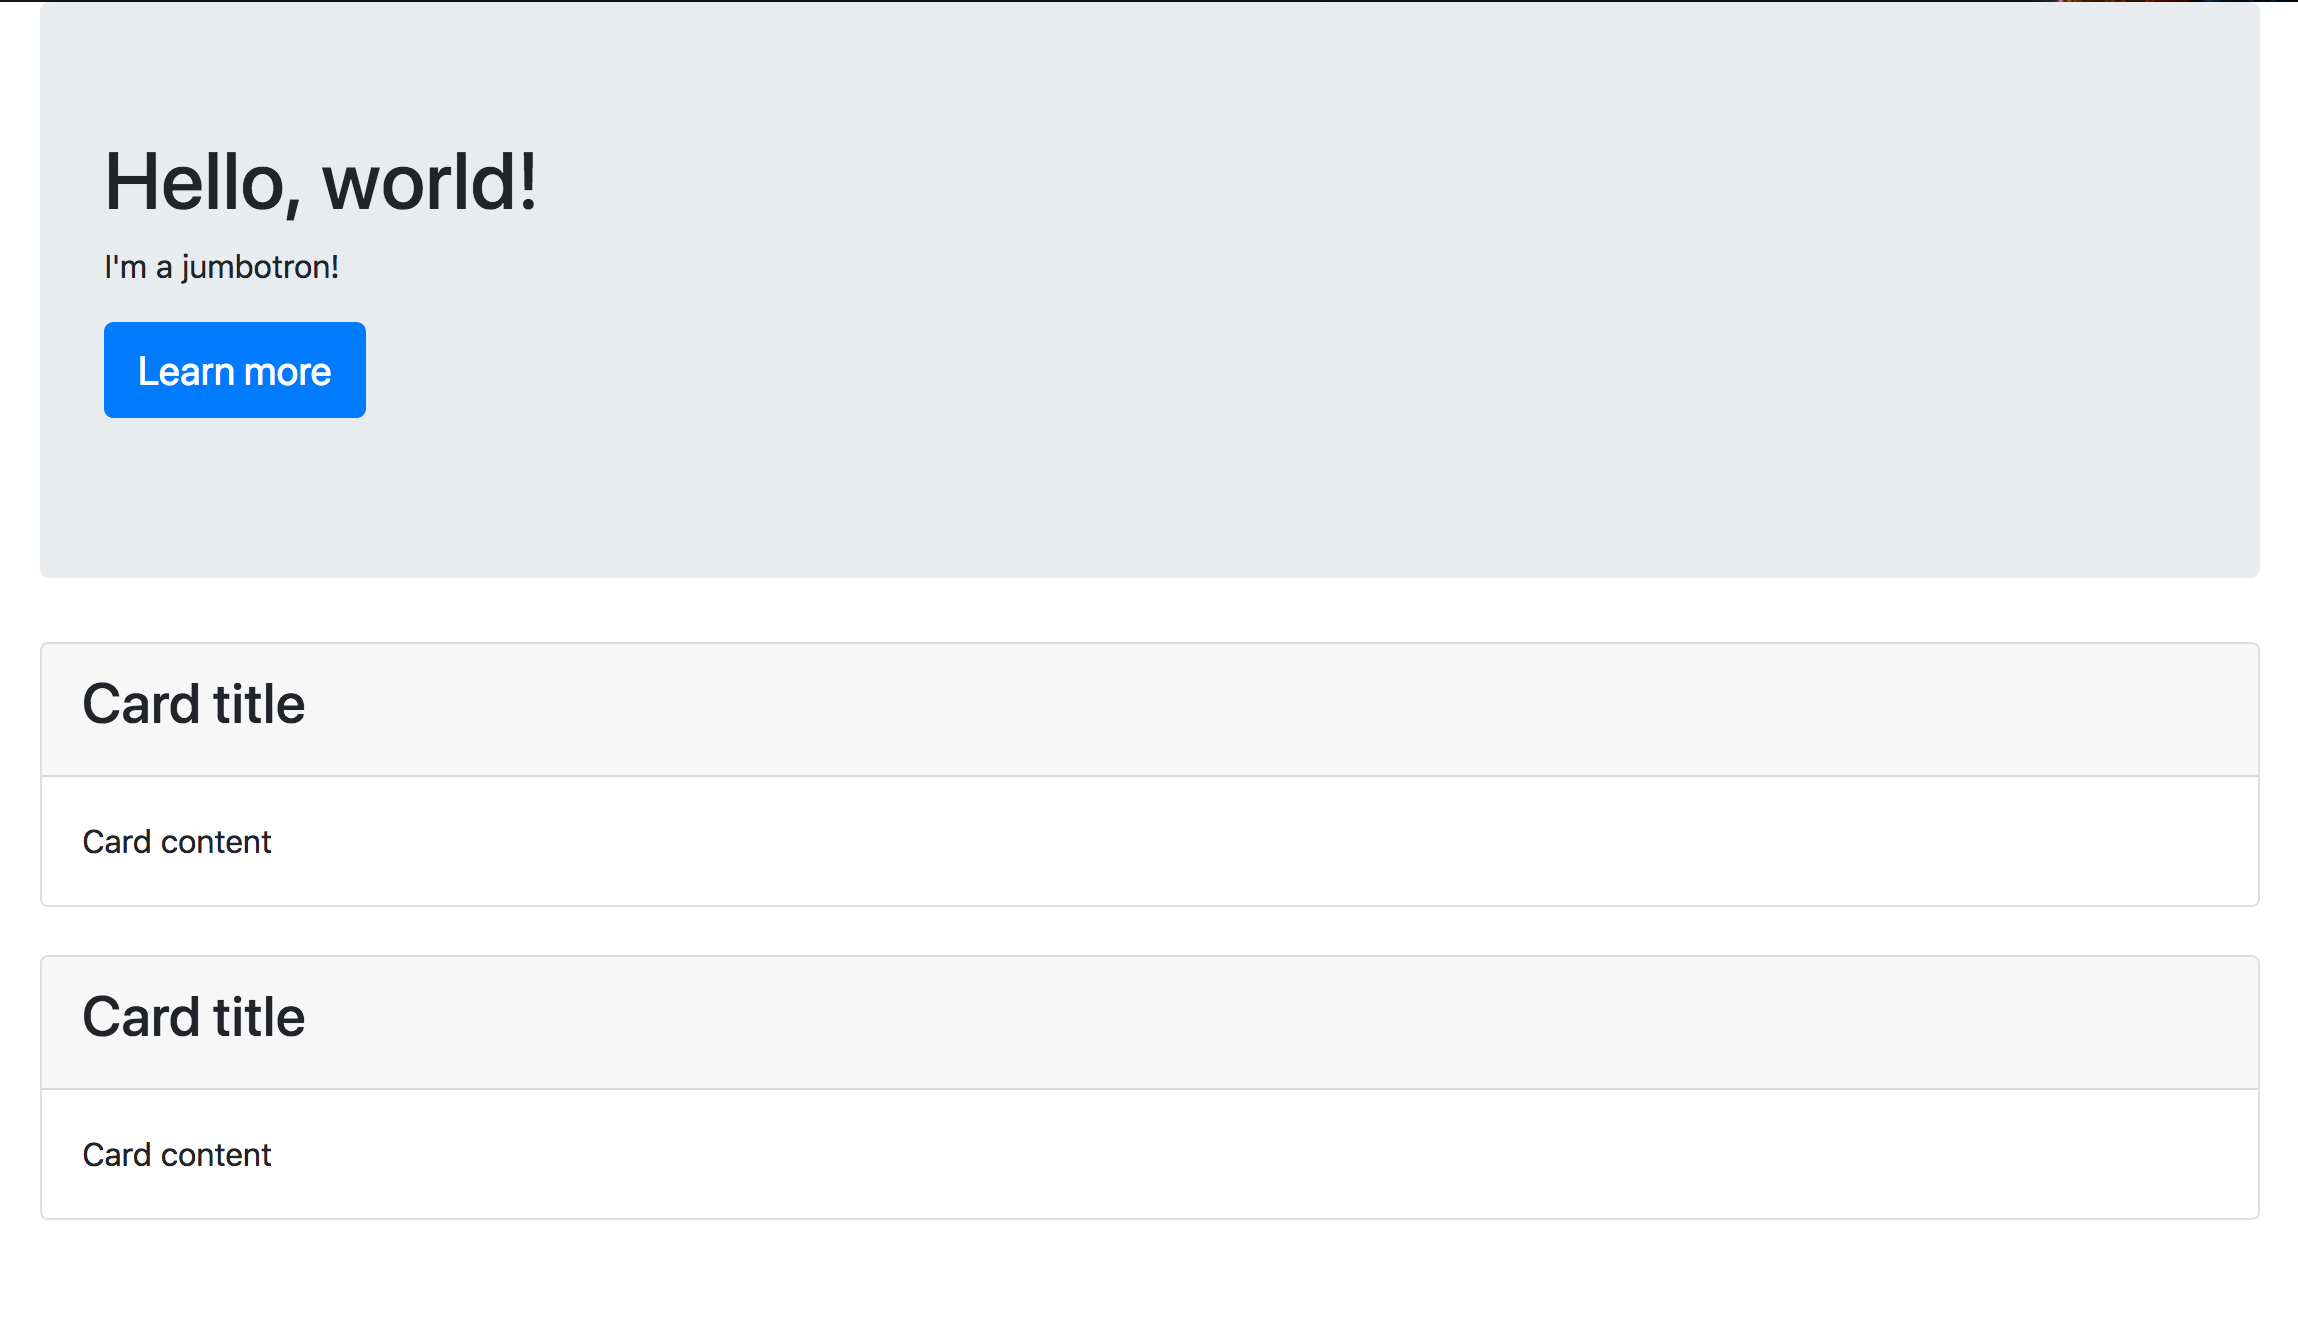 Hello, world!
I'm a jumbotron!
Learn more
Card title
Card content
Card title
Card content